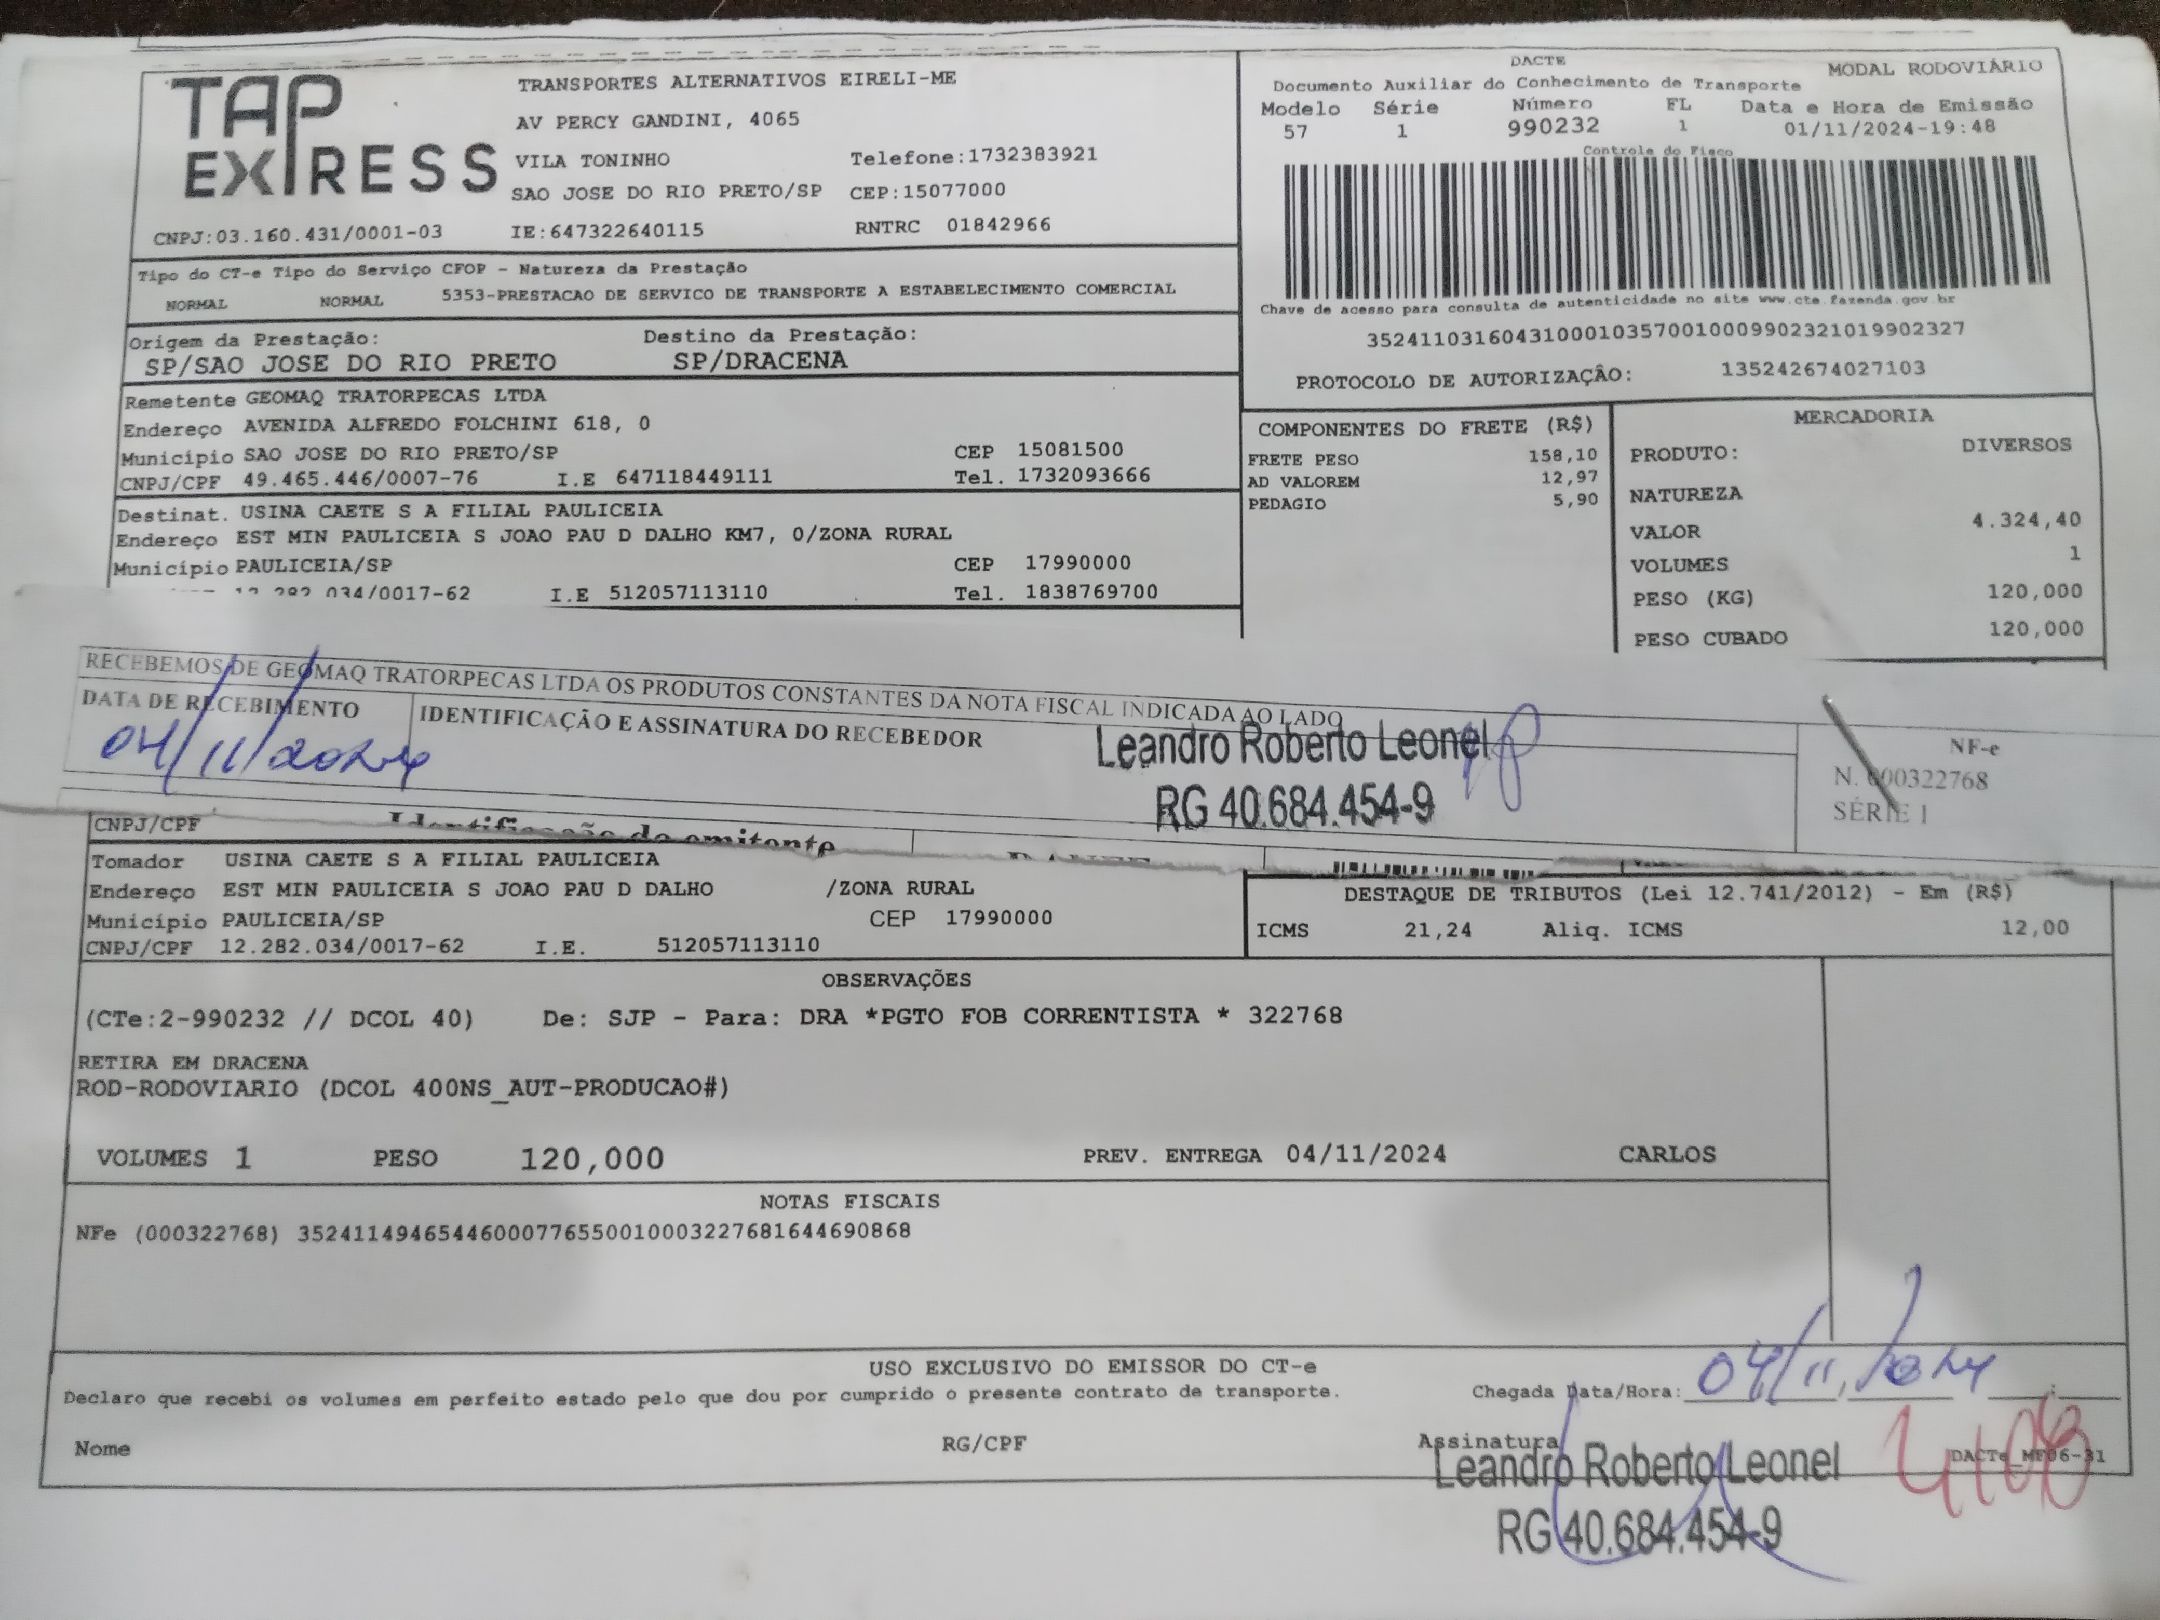 TAP EXPRESS
TRANSPORTES ALTERNATIVOS EIRELI-ME
AV PERCY GANDINI, 4065
VILA TONINHO Telefone:1732383921
SAO JOSE DO RIO PRETO/SP CEP:15077000
CNPJ:03.160.431/0001-03 IE:647322640115 RNTRC 01842966
DACTE MODAL RODOVIÁRIO
Documento Auxiliar do Conhecimento de Transporte
Modelo Série Número FL Data e Hora de Emissão
57 1 990232 1 01/11/2024-19:48
Controle do Fisco
Chave de acesso para consulta de autenticidade no site www.cte.fazenda.gov.br
35241103160431000103570010009902321019902327
PROTOCOLO DE AUTORIZAÇÃO: 135242674027103
Tipo do CT-e Tipo do Serviço CFOP - Natureza da Prestação
NORMAL NORMAL 5353-PRESTACAO DE SERVICO DE TRANSPORTE A ESTABELECIMENTO COMERCIAL
Origem da Prestação: Destino da Prestação:
SP/SAO JOSE DO RIO PRETO SP/DRACENA
Remetente GEOMAQ TRATORPECAS LTDA
Endereço AVENIDA ALFREDO FOLCHINI 618, 0
Município SAO JOSE DO RIO PRETO/SP CEP 15081500
CNPJ/CPF 49.465.446/0007-76 I.E 647118449111 Tel. 1732093666
Destinat. USINA CAETE S A FILIAL PAULICEIA
Endereço EST MIN PAULICEIA S JOAO PAU D DALHO KM7, 0/ZONA RURAL
Município PAULICEIA/SP CEP 17990000
12.282.034/0017-62 I.E 512057113110 Tel. 1838769700
COMPONENTES DO FRETE (R$)
FRETE PESO 158,10
AD VALOREM 12,97
PEDAGIO 5,90
MERCADORIA
PRODUTO: DIVERSOS
NATUREZA
VALOR 4.324,40
VOLUMES 1
PESO (KG) 120,000
PESO CUBADO 120,000
RECEBEMOS DE GEOMAQ TRATORPECAS LTDA OS PRODUTOS CONSTANTES DA NOTA FISCAL INDICADA AO LADO
DATA DE RECEBIMENTO IDENTIFICAÇÃO E ASSINATURA DO RECEBEDOR
04/11/2024
Leandro Roberto Leonel
RG 40.684.454-9
NF-e
N. 000322768
SÉRIE 1
CNPJ/CPF Identificação do emitente
Tomador USINA CAETE S A FILIAL PAULICEIA
Endereço EST MIN PAULICEIA S JOAO PAU D DALHO /ZONA RURAL
Município PAULICEIA/SP CEP 17990000
CNPJ/CPF 12.282.034/0017-62 I.E. 512057113110
DESTAQUE DE TRIBUTOS (Lei 12.741/2012) - Em (R$)
ICMS 21,24 Aliq. ICMS 12,00
OBSERVAÇÕES
(CTe:2-990232 // DCOL 40) De: SJP - Para: DRA *PGTO FOB CORRENTISTA * 322768
RETIRA EM DRACENA
ROD-RODOVIARIO (DCOL 400NS_AUT-PRODUCAO#)
VOLUMES 1 PESO 120,000 PREV. ENTREGA 04/11/2024 CARLOS
NOTAS FISCAIS
NFe (000322768) 35241149465446000776550010003227681644690868
USO EXCLUSIVO DO EMISSOR DO CT-e
Declaro que recebi os volumes em perfeito estado pelo que dou por cumprido o presente contrato de transporte.
Chegada Data/Hora: 04/11/2024
Nome RG/CPF Assinatura
Leandro Roberto Leonel
RG 40.684.454-9
DACTe_MF06-31